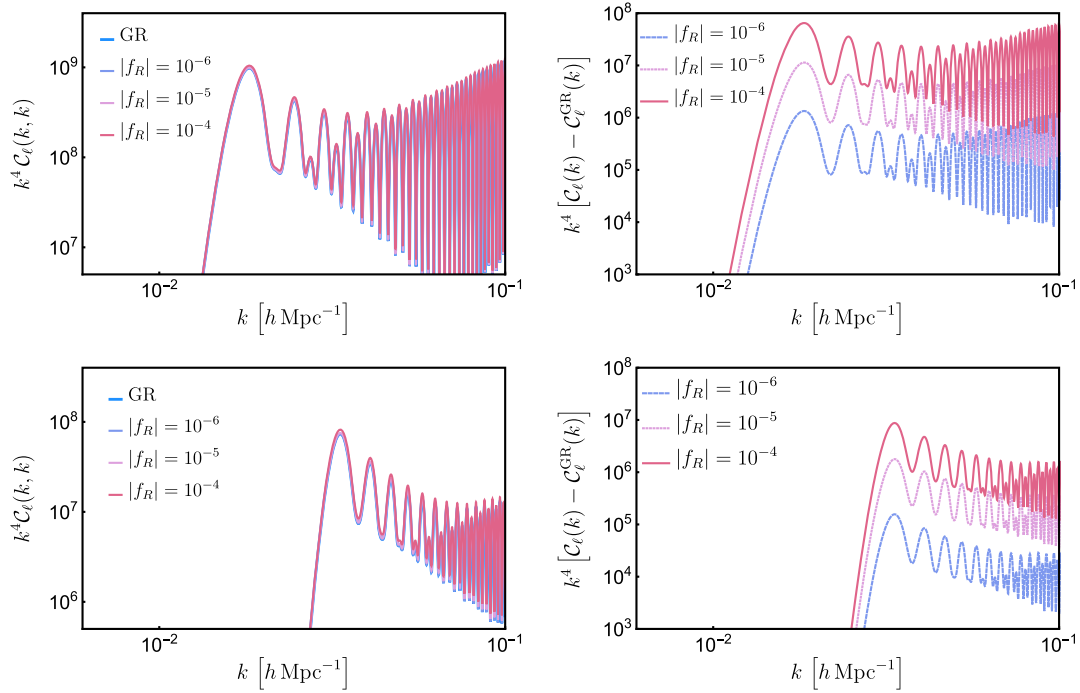 GR
|f_R| = 10^{-6}
|f_R| = 10^{-5}
|f_R| = 10^{-4}
10^9
10^8
10^7
k^4 𝒞_ℓ(k, k)
10^{-2}
10^{-1}
k [h Mpc^{-1}]
|f_R| = 10^{-6}
|f_R| = 10^{-5}
|f_R| = 10^{-4}
10^8
10^7
10^6
10^5
10^4
10^3
k^4 [𝒞_ℓ(k) − 𝒞_ℓ^{GR}(k)]
10^{-2}
10^{-1}
k [h Mpc^{-1}]
GR
|f_R| = 10^{-6}
|f_R| = 10^{-5}
|f_R| = 10^{-4}
10^8
10^7
10^6
k^4 𝒞_ℓ(k, k)
10^{-2}
10^{-1}
k [h Mpc^{-1}]
|f_R| = 10^{-6}
|f_R| = 10^{-5}
|f_R| = 10^{-4}
10^8
10^7
10^6
10^5
10^4
10^3
k^4 [𝒞_ℓ(k) − 𝒞_ℓ^{GR}(k)]
10^{-2}
10^{-1}
k [h Mpc^{-1}]